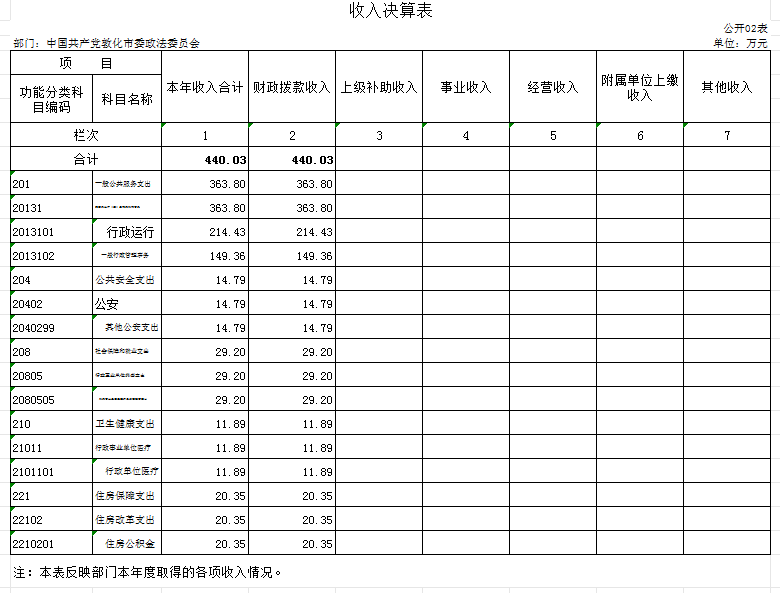 收入决算表
公开02表
部门：中国共产党敦化市委政法委员会
单位：万元
项 目
本年收入合计 财政拨款收入 上级补助收入 事业收入 经营收入 附属单位上缴收入 其他收入
功能分类科目编码 科目名称
栏次 1 2 3 4 5 6 7
合计 440.03 440.03
201 一般公共服务支出 363.80 363.80
20131 363.80 363.80
2013101 行政运行 214.43 214.43
2013102 一般行政管理事务 149.36 149.36
204 公共安全支出 14.79 14.79
20402 公安 14.79 14.79
2040299 其他公安支出 14.79 14.79
208 社会保障和就业支出 29.20 29.20
20805 29.20 29.20
2080505 29.20 29.20
210 卫生健康支出 11.89 11.89
21011 行政事业单位医疗 11.89 11.89
2101101 行政单位医疗 11.89 11.89
221 住房保障支出 20.35 20.35
22102 住房改革支出 20.35 20.35
2210201 住房公积金 20.35 20.35
注：本表反映部门本年度取得的各项收入情况。